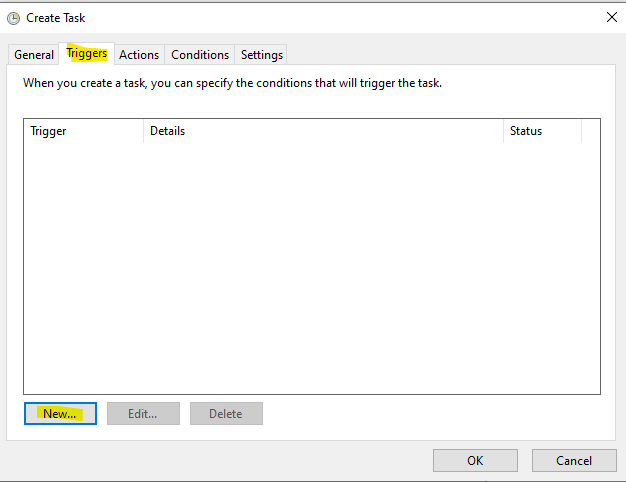 Create Task
General Triggers Actions Conditions Settings
When you create a task, you can specify the conditions that will trigger the task.
Trigger Details Status
New... Edit... Delete
OK Cancel